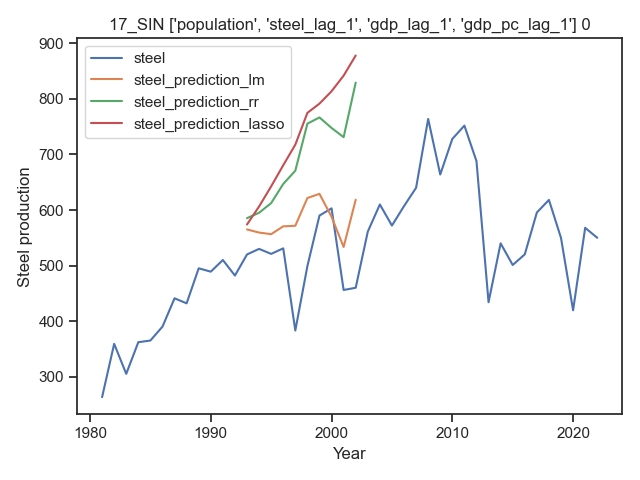 17_SIN ['population', 'steel_lag_1', 'gdp_lag_1', 'gdp_pc_lag_1'] 0
900
800
700
600
500
400
300
Steel production
steel
steel_prediction_lm
steel_prediction_rr
steel_prediction_lasso
1980
1990
2000
2010
2020
Year